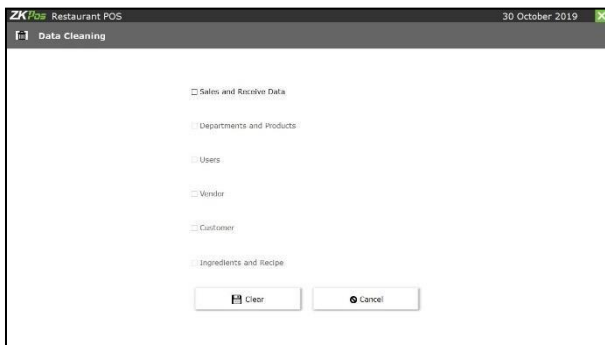 ZKPos Restaurant POS 30 October 2019 X
Data Cleaning
Sales and Receive Data
Departments and Products
Users
Vendor
Customer
Ingredients and Recipe
Clear Cancel